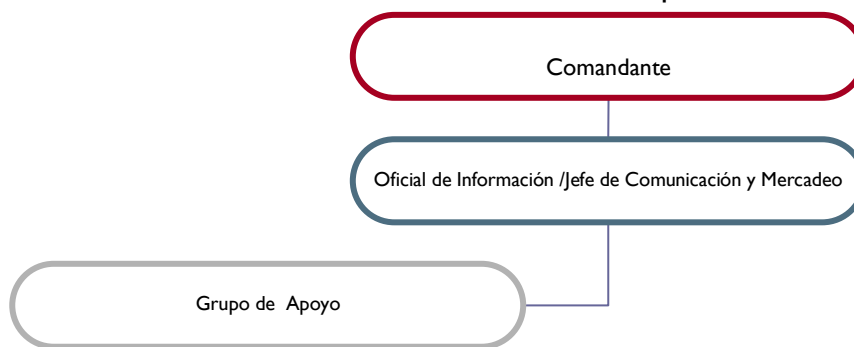 Comandante
Oficial de Información /Jefe de Comunicación y Mercadeo
Grupo de Apoyo